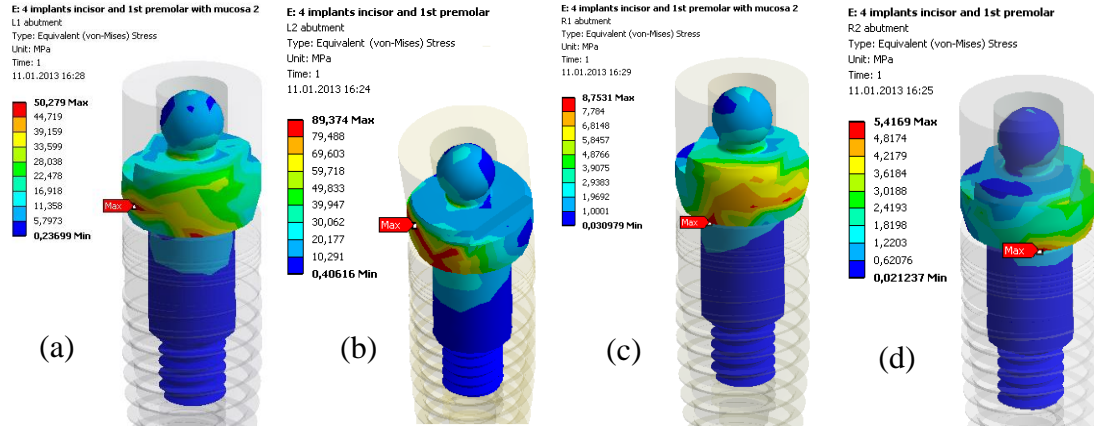 E: 4 implants incisor and 1st premolar with mucosa 2
L1 abutment
Type: Equivalent (von-Mises) Stress
Unit: MPa
Time: 1
11.01.2013 16:28
50,279 Max
44,719
39,159
33,599
28,038
22,478
16,918
11,358
5,7973
0,23699 Min
Max
(a)
E: 4 implants incisor and 1st premolar
L2 abutment
Type: Equivalent (von-Mises) Stress
Unit: MPa
Time: 1
11.01.2013 16:24
89,374 Max
79,488
69,603
59,718
49,833
39,947
30,062
20,177
10,291
0,40616 Min
Max
(b)
E: 4 implants incisor and 1st premolar with mucosa 2
R1 abutment
Type: Equivalent (von-Mises) Stress
Unit: MPa
Time: 1
11.01.2013 16:29
8,7531 Max
7,784
6,8148
5,8457
4,8766
3,9075
2,9383
1,9692
1,0001
0,030979 Min
Max
(c)
E: 4 implants incisor and 1st premolar
R2 abutment
Type: Equivalent (von-Mises) Stress
Unit: MPa
Time: 1
11.01.2013 16:25
5,4169 Max
4,8174
4,2179
3,6184
3,0188
2,4193
1,8198
1,2203
0,62076
0,021237 Min
Max
(d)